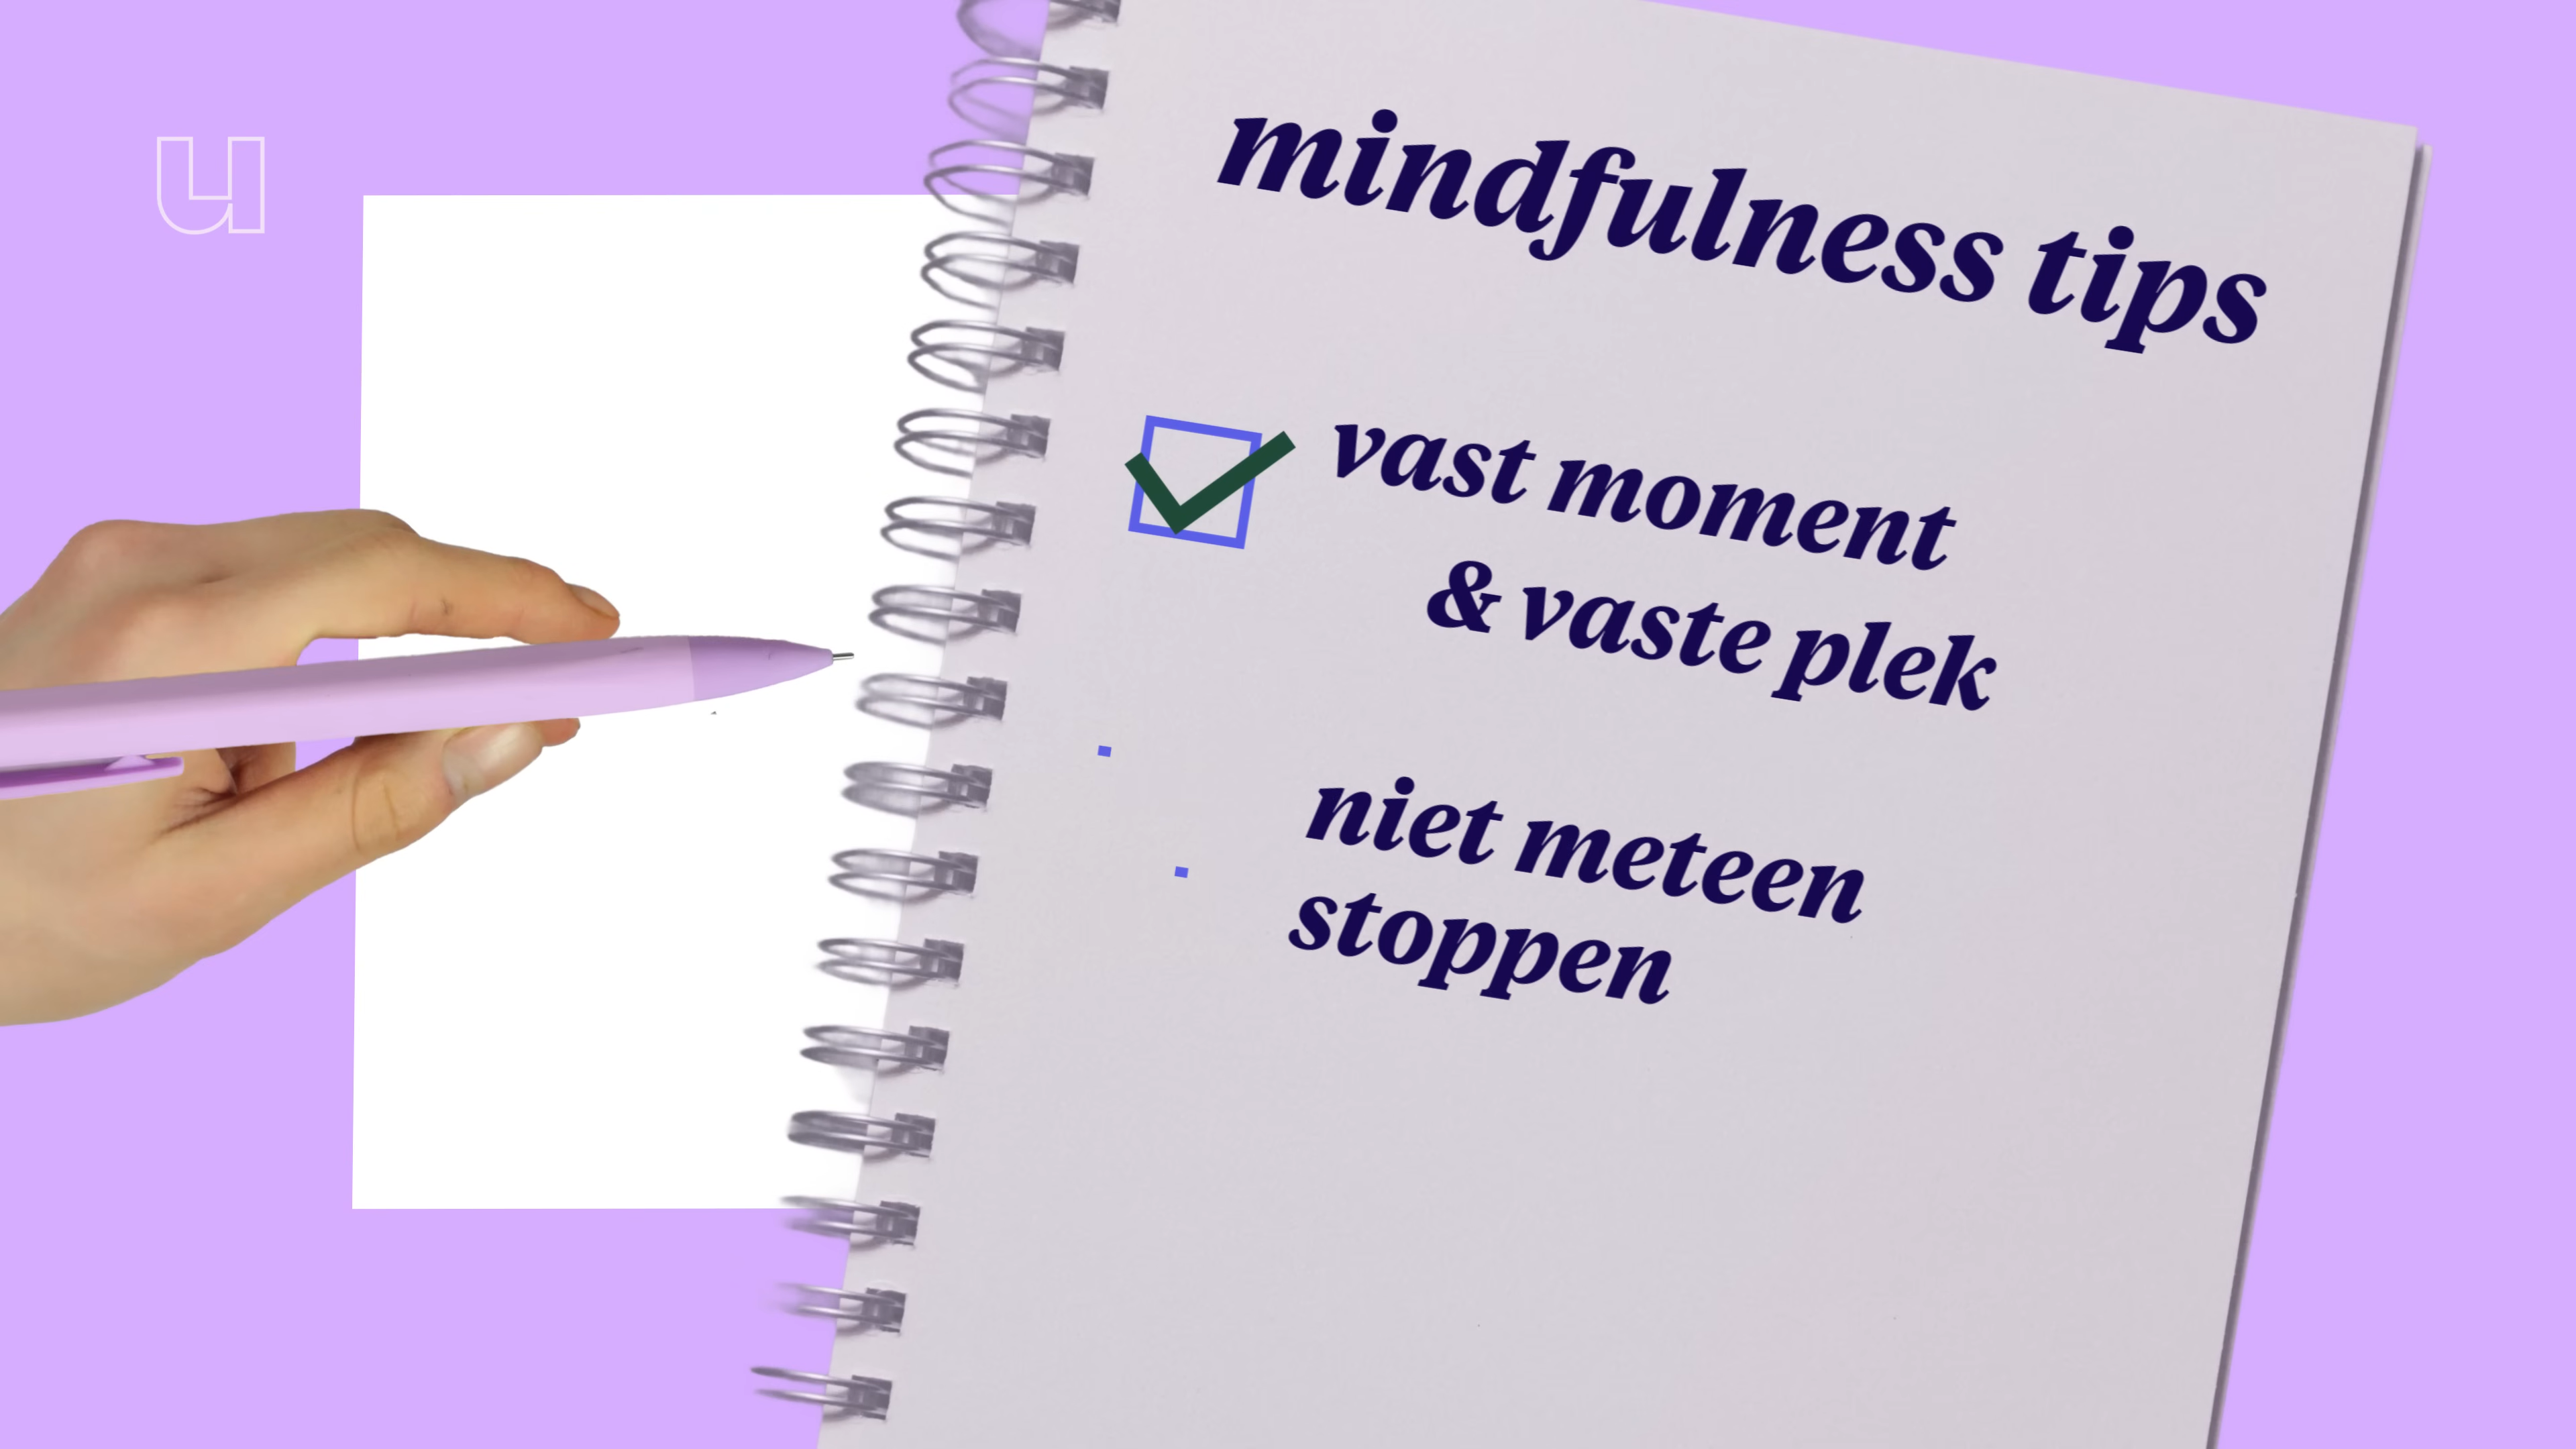 u
mindfulness tips
vast moment
& vaste plek
niet meteen
stoppen